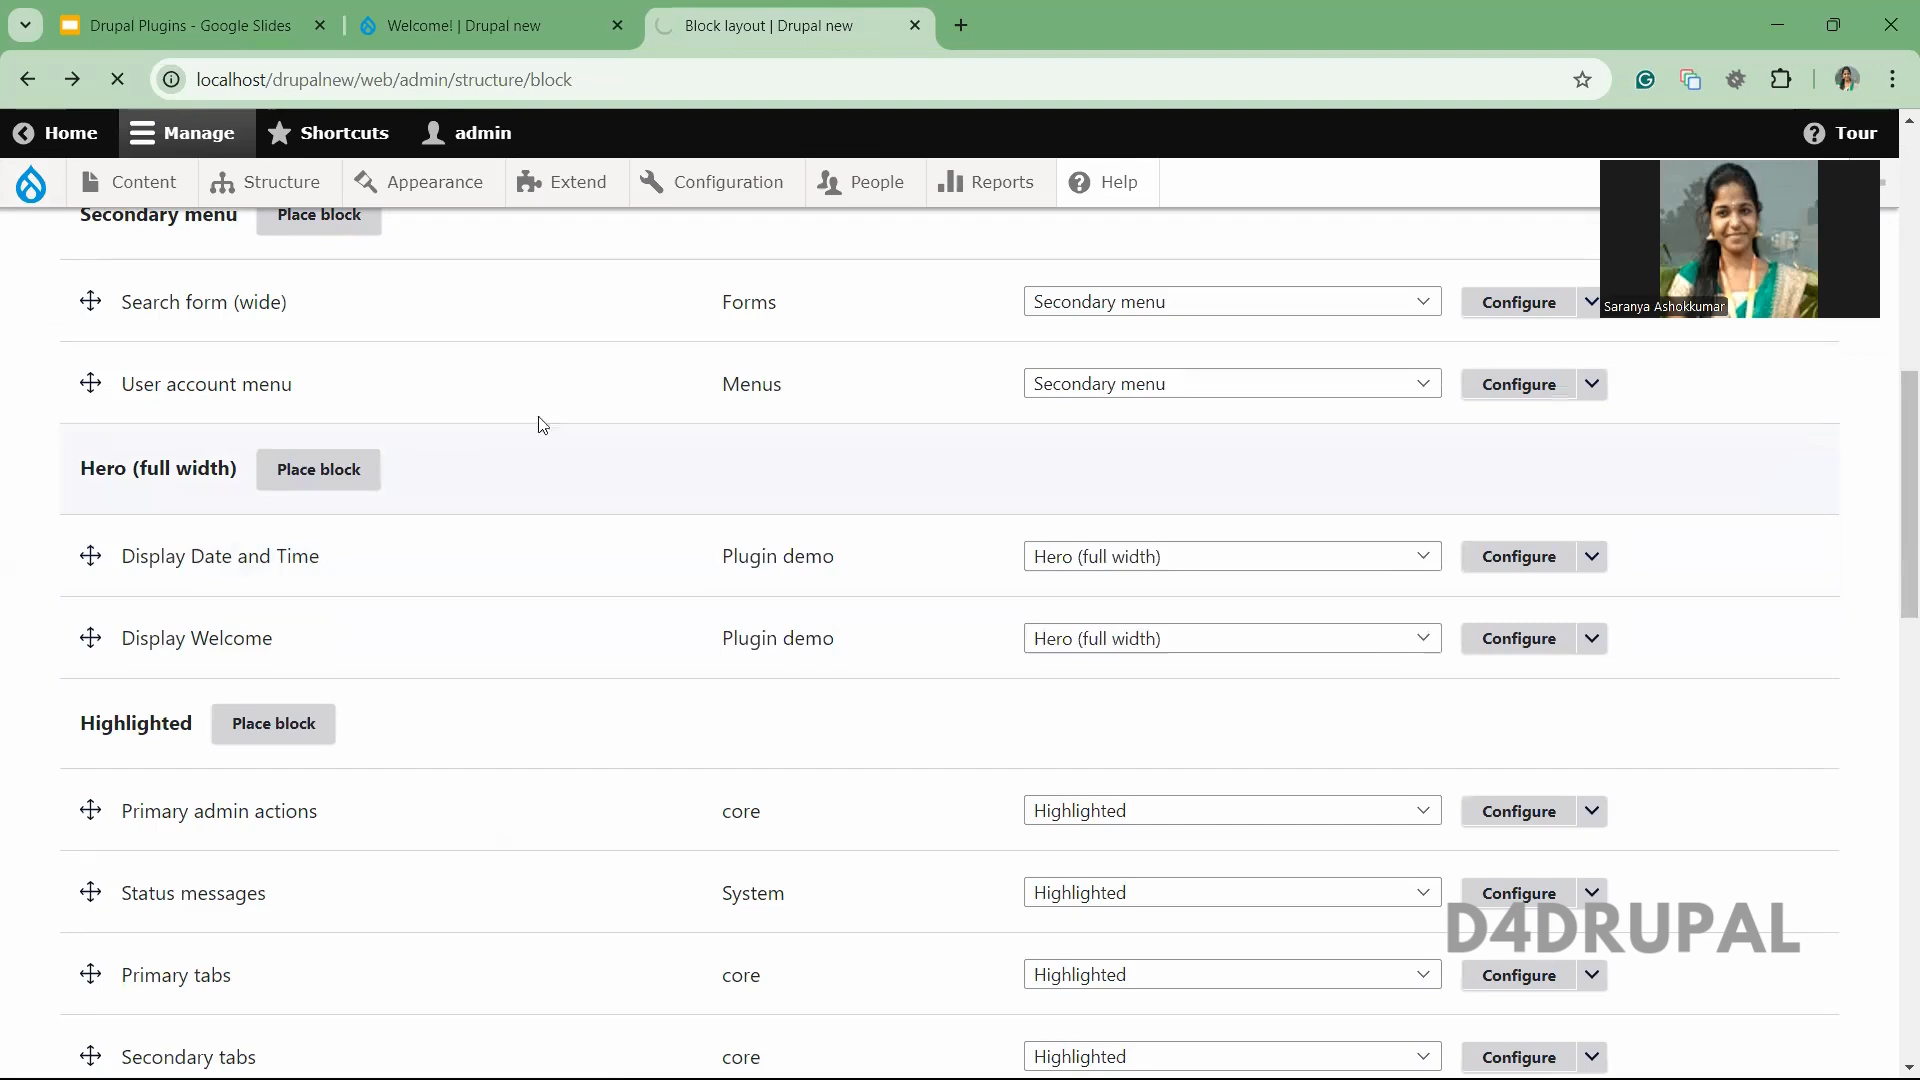 Drupal Plugins - Google Slides
Welcome! | Drupal new
Block layout | Drupal new
localhost/drupalnew/web/admin/structure/block
Home
Manage
Shortcuts
admin
Tour
Content
Structure
Appearance
Extend
Configuration
People
Reports
Help
Secondary menu
Place block
Saranya Ashokkumar
Search form (wide)
Forms
Secondary menu
Configure
User account menu
Menus
Secondary menu
Configure
Hero (full width)
Place block
Display Date and Time
Plugin demo
Hero (full width)
Configure
Display Welcome
Plugin demo
Hero (full width)
Configure
Highlighted
Place block
Primary admin actions
core
Highlighted
Configure
Status messages
System
Highlighted
Configure
D4DRUPAL
Primary tabs
core
Highlighted
Configure
Secondary tabs
core
Highlighted
Configure